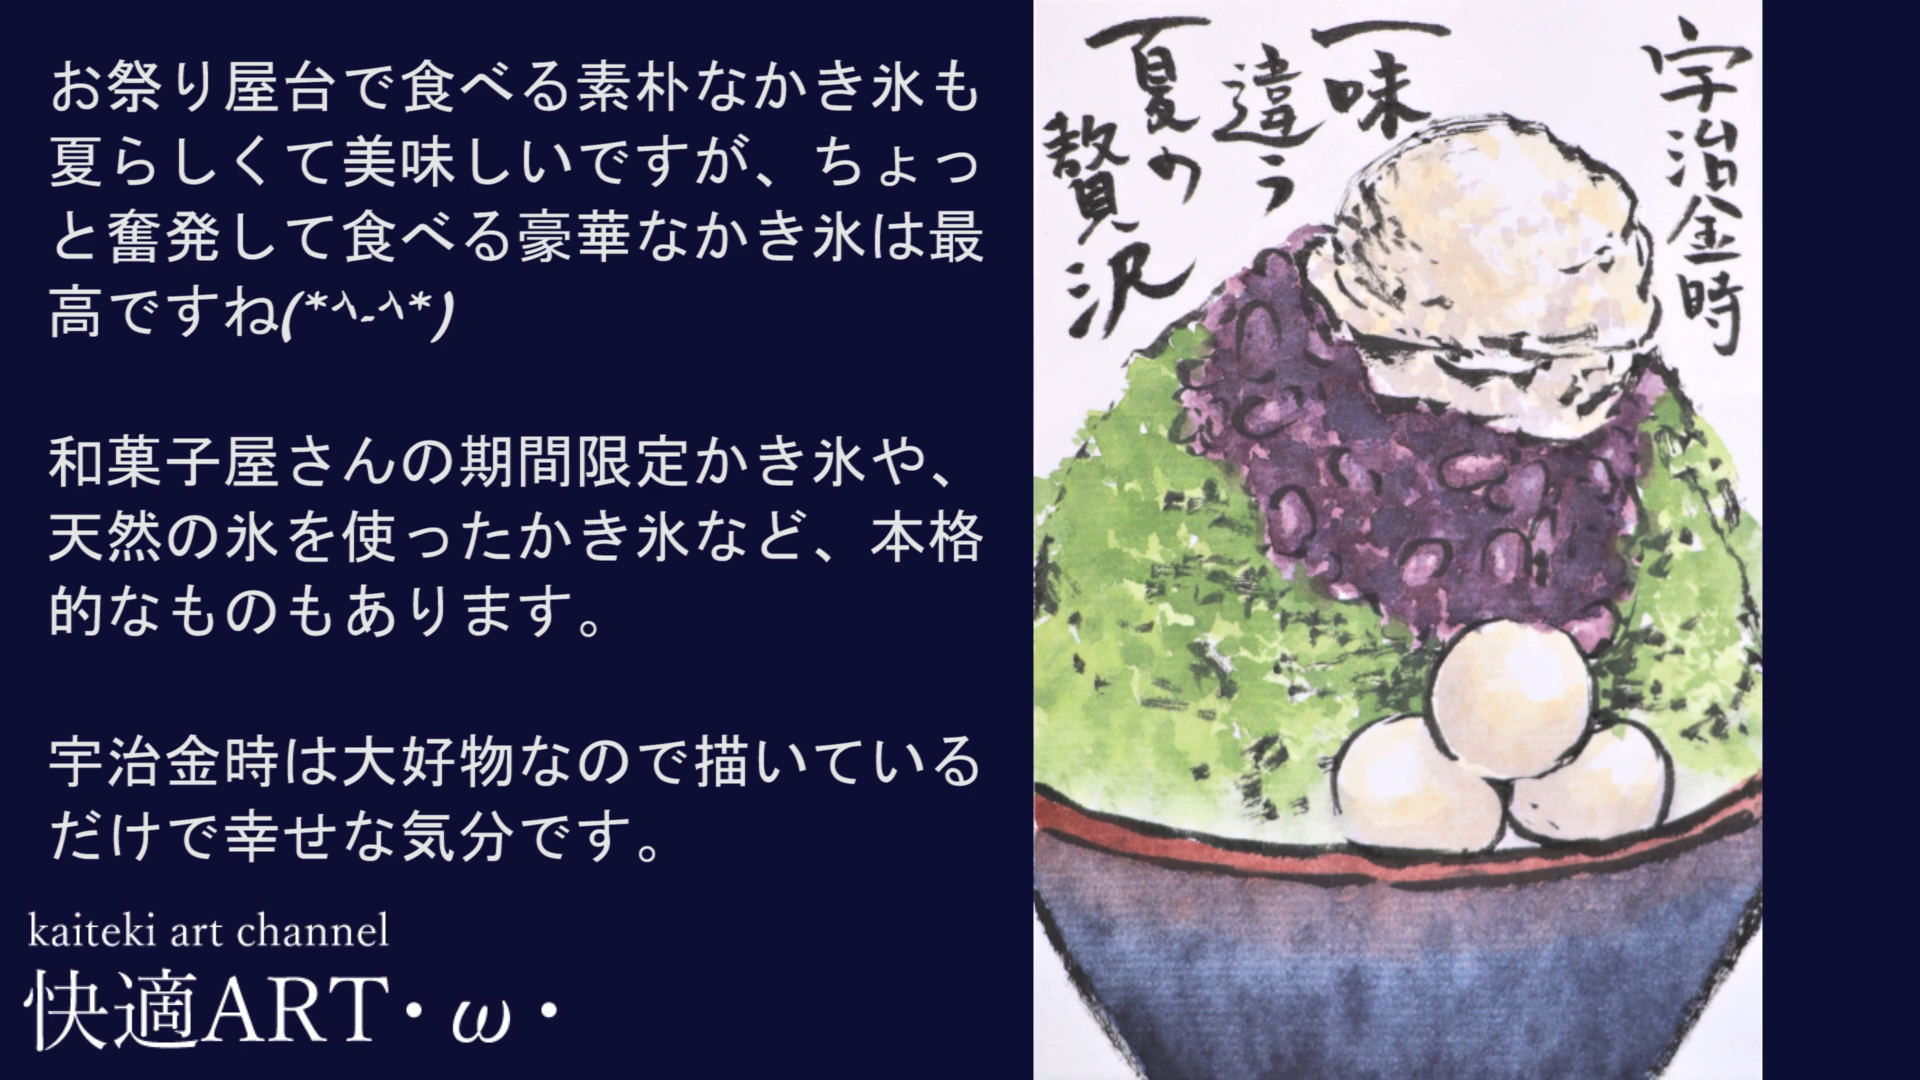 お祭り屋台で食べる素朴なかき氷も
夏らしくて美味しいですが、ちょっ
と奮発して食べる豪華なかき氷は最
高ですね(*^-^*)
和菓子屋さんの期間限定かき氷や、
天然の氷を使ったかき氷など、本格
的なものもあります。
宇治金時は大好物なので描いている
だけで幸せな気分です。
kaiteki art channel
快適ART・ω・
宇治金時
一味
違う
夏の
贅沢